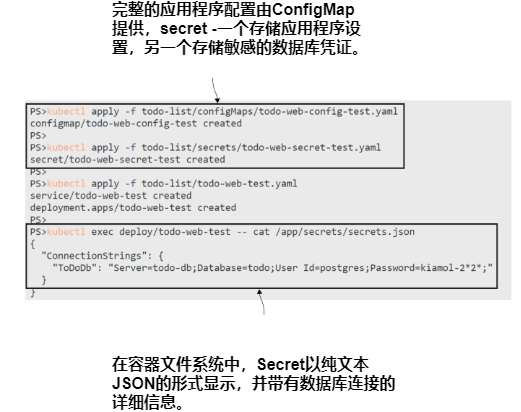 完整的应用程序配置由ConfigMap
提供，secret -一个存储应用程序设
置，另一个存储敏感的数据库凭证。
PS>kubectl apply -f todo-list/configMaps/todo-web-config-test.yaml
configmap/todo-web-config-test created
PS>
PS>kubectl apply -f todo-list/secrets/todo-web-secret-test.yaml
secret/todo-web-secret-test created
PS>
PS>kubectl apply -f todo-list/todo-web-test.yaml
service/todo-web-test created
deployment.apps/todo-web-test created
PS>
PS>kubectl exec deploy/todo-web-test -- cat /app/secrets/secrets.json
{
  "ConnectionStrings": {
    "ToDoDb": "Server=todo-db;Database=todo;User Id=postgres;Password=kiamol-2*2*;"
  }
}
在容器文件系统中，Secret以纯文本
JSON的形式显示，并带有数据库连接的
详细信息。